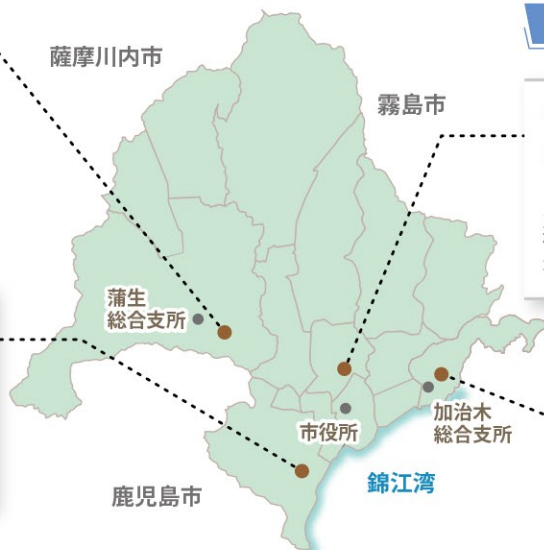 薩摩川内市
霧島市
蒲生
総合支所
加治木
総合支所
市役所
錦江湾
鹿児島市